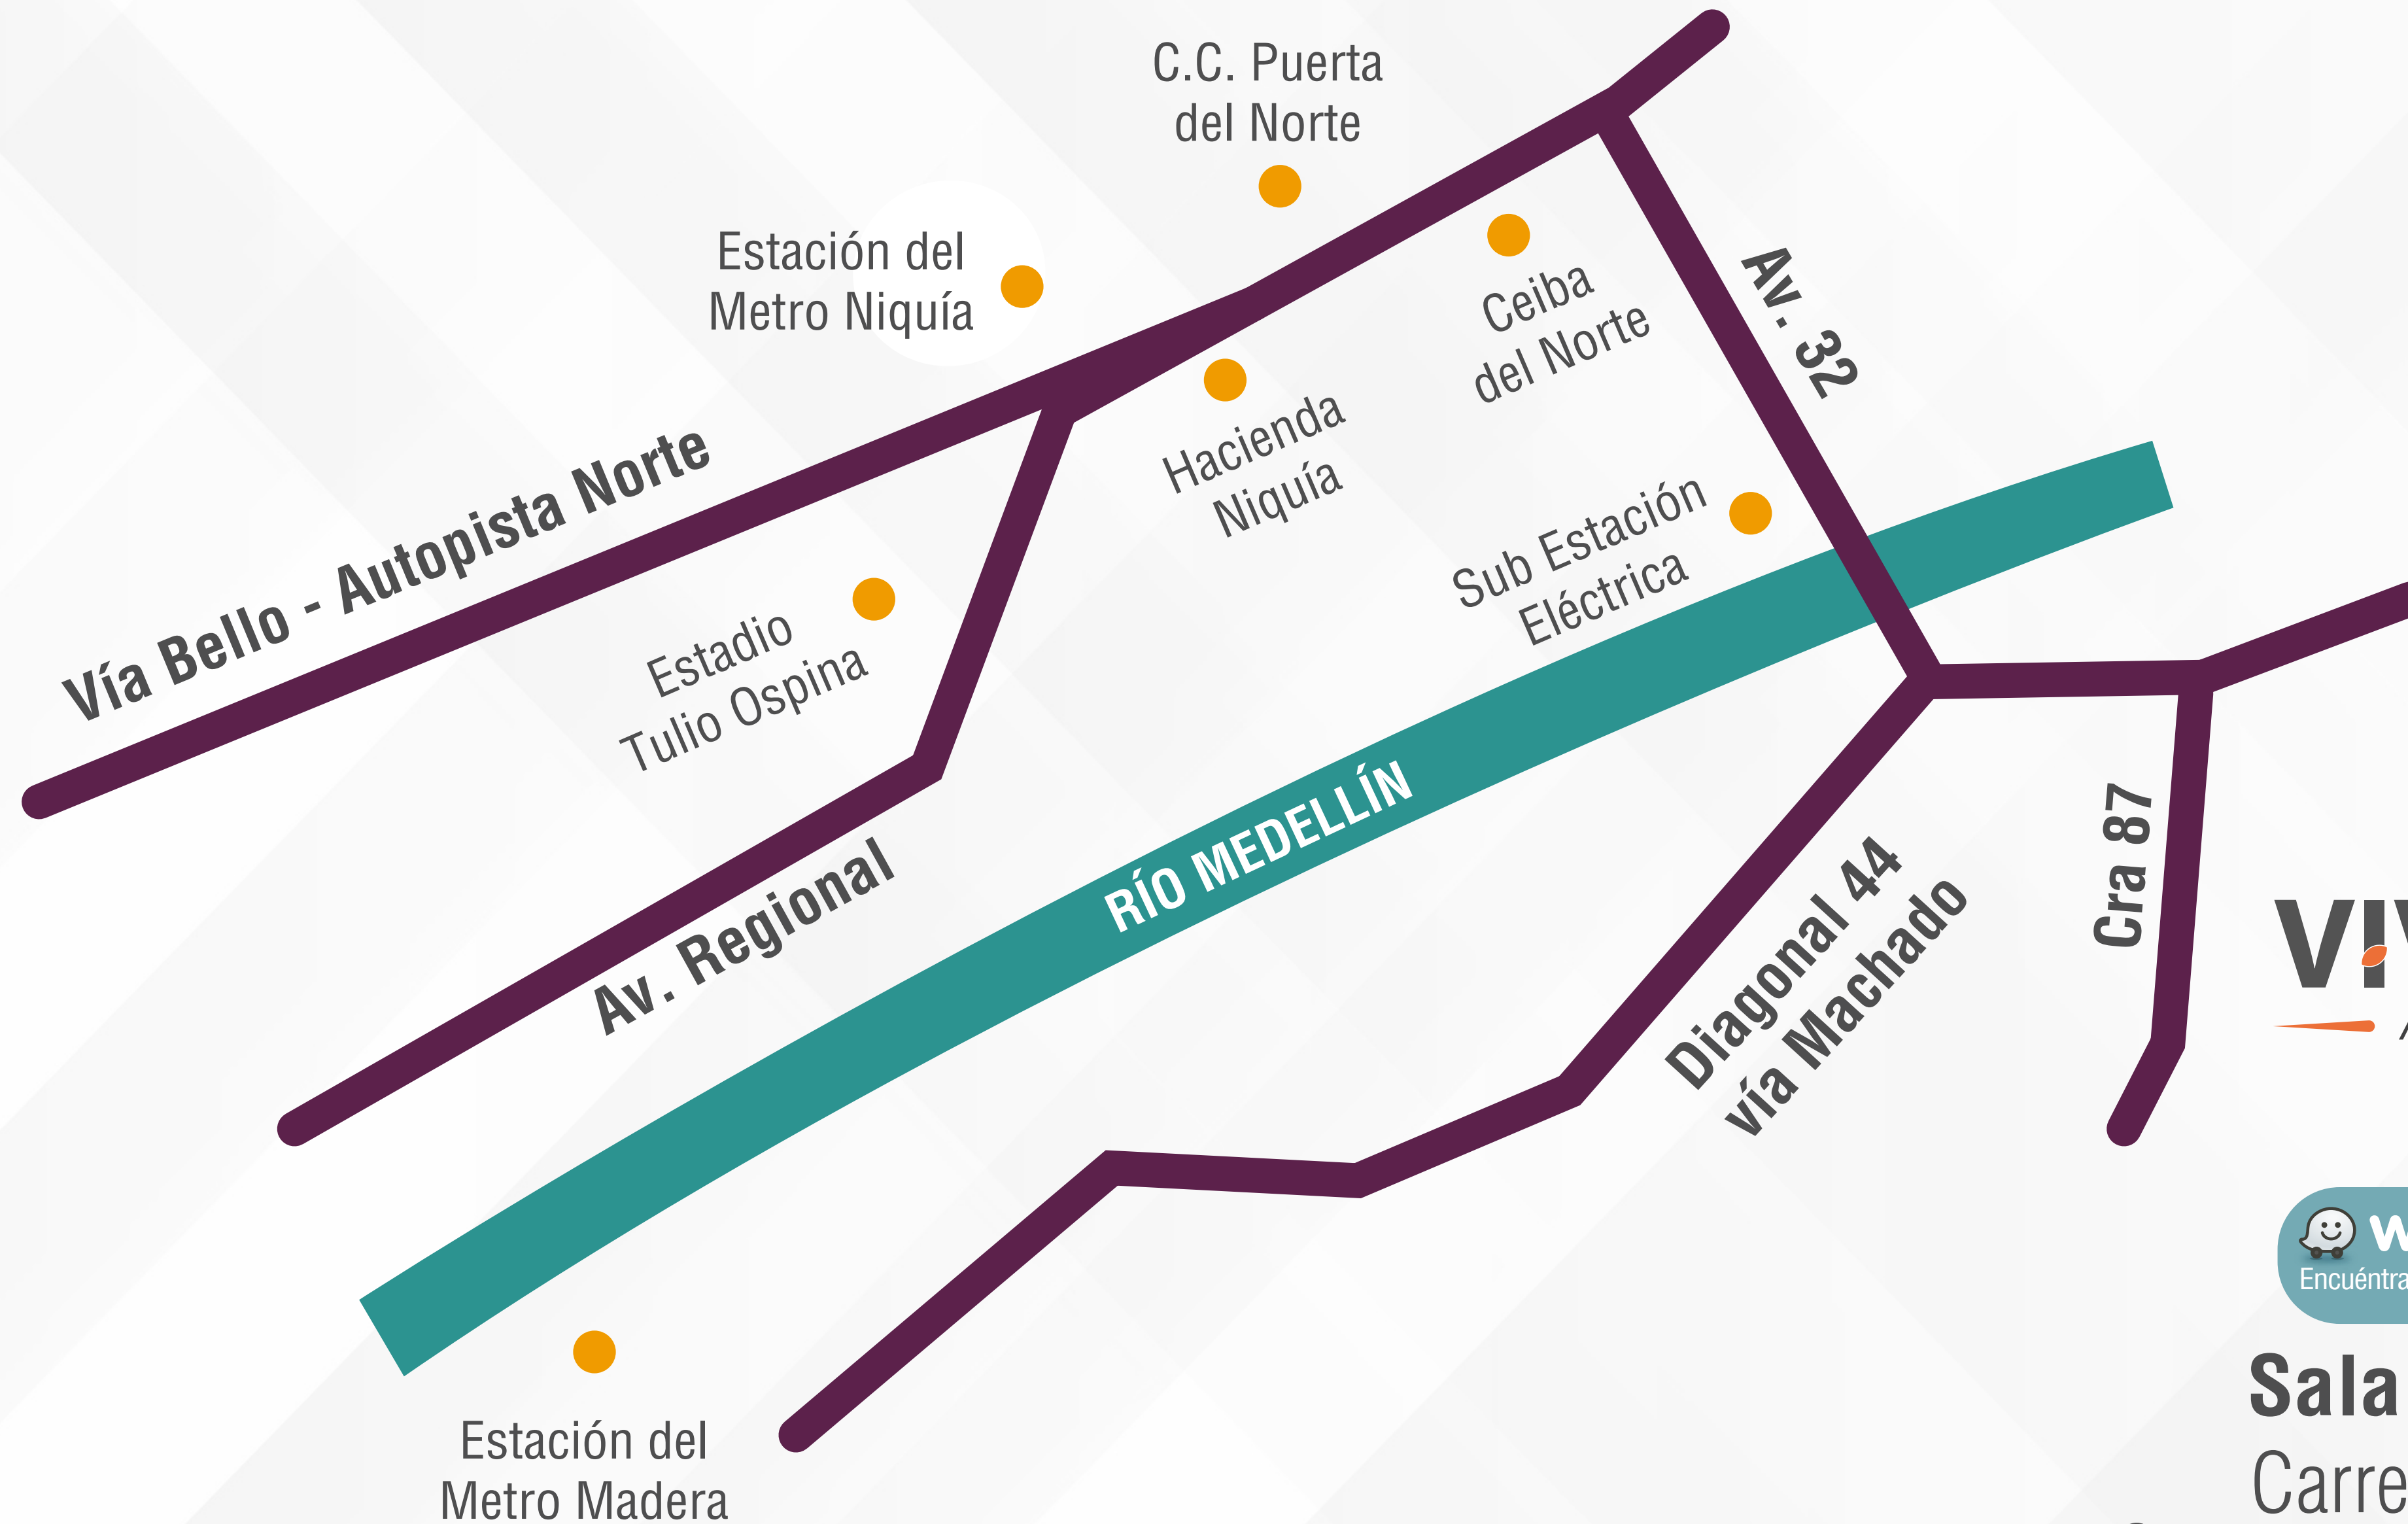 C.C. Puerta
del Norte
Estación del
Metro Niquía
Ceiba
del Norte
Av. 32
Hacienda
Niquía
Vía Bello - Autopista Norte
Sub Estación
Eléctrica
Estadio
Tulio Ospina
RÍO MEDELLÍN
Av. Regional
Diagonal 44
vía Machado
Cra 87
Estación del
Metro Madera
Sala